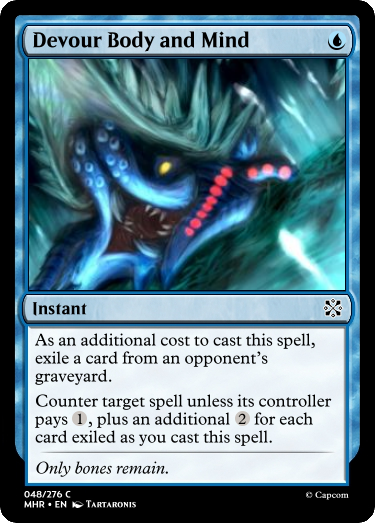 Devour Body and Mind
Instant
As an additional cost to cast this spell,
exile a card from an opponent's
graveyard.
Counter target spell unless its controller
pays 1, plus an additional 2 for each
card exiled as you cast this spell.
Only bones remain.
048/276 C
MHR • EN Tartaronis
© Capcom